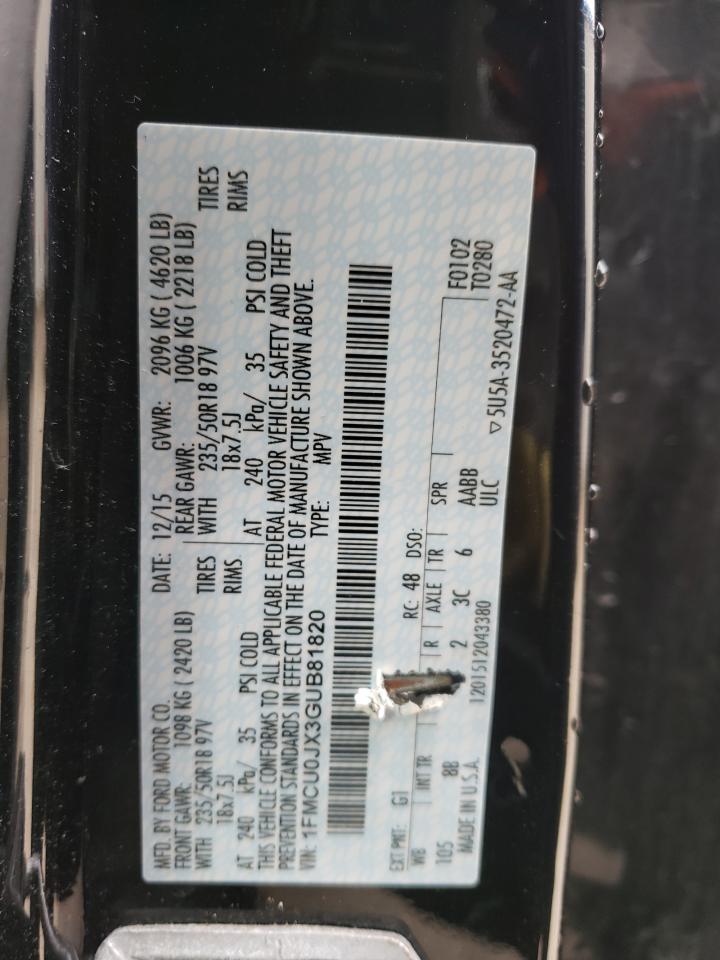 MFD. BY FORD MOTOR CO. DATE: 12/15 GVWR: 2096 KG ( 4620 LB)
FRONT GAWR: 1098 KG ( 2420 LB) REAR GAWR: 1006 KG ( 2218 LB)
WITH 235/50R18 97V TIRES WITH 235/50R18 97V TIRES
18x7.5J RIMS 18x7.5J RIMS
AT 240 kPa/ 35 PSI COLD AT 240 kPa/ 35 PSI COLD
THIS VEHICLE CONFORMS TO ALL APPLICABLE FEDERAL MOTOR VEHICLE SAFETY AND THEFT
PREVENTION STANDARDS IN EFFECT ON THE DATE OF MANUFACTURE SHOWN ABOVE.
VIN: 1FMCU0JX3GUB81820 TYPE: MPV
EXT PNT: G1 RC: 48 DSO: F0102
WB INT TR R AXLE TR SPR T0280
105 8B 2 3C 6 AABB
MADE IN U.S.A. 1201512043380 ULC ▽5U5A-3520472-AA